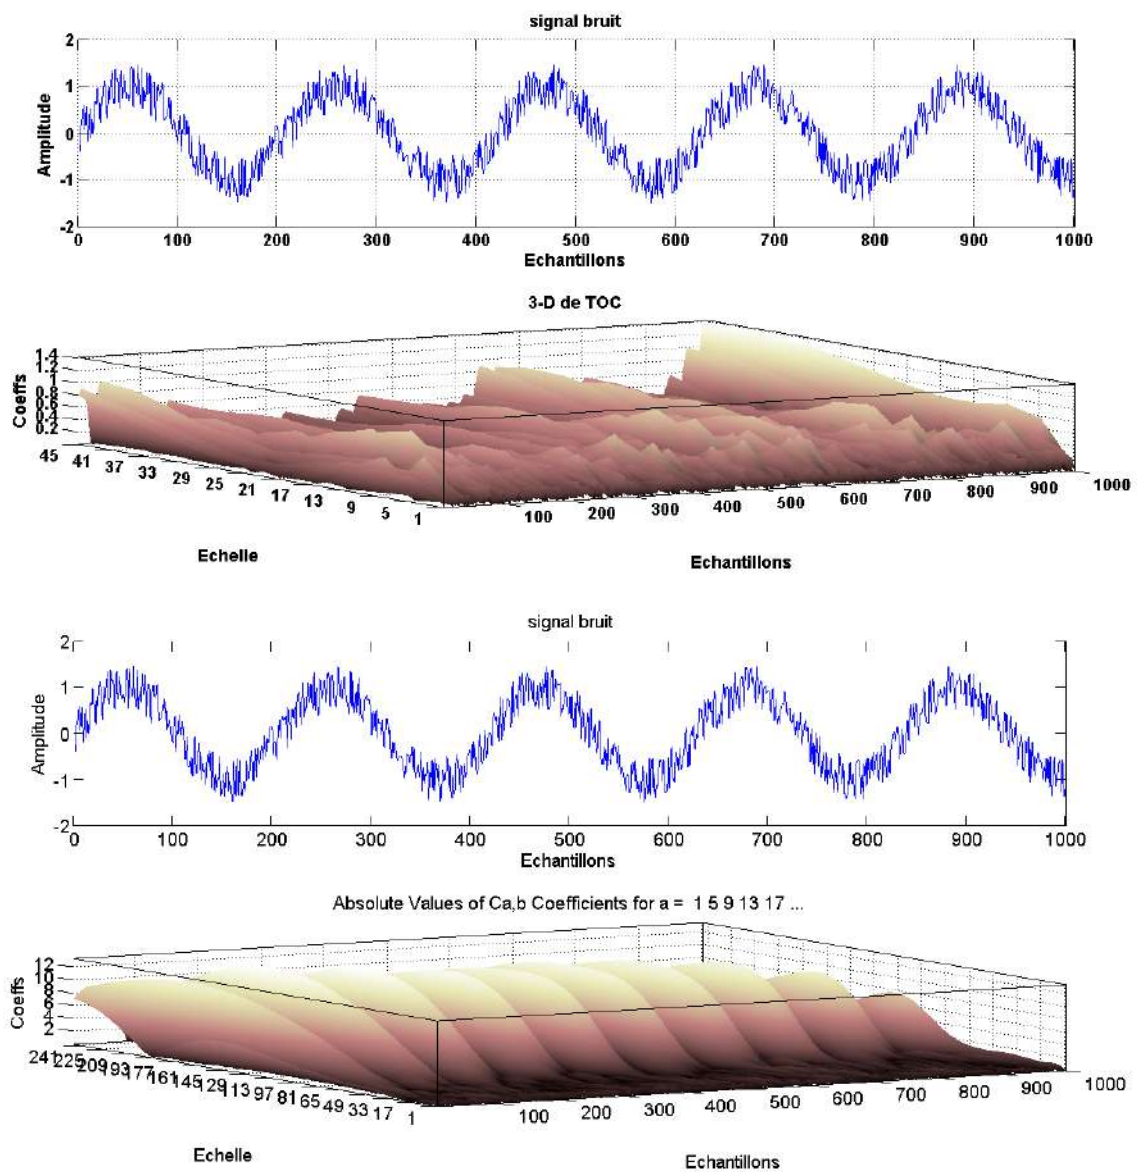 signal bruit
2
1
0
-1
-2
Amplitude
0 100 200 300 400 500 600 700 800 900 1000
Echantillons
3-D de TOC
1.4
1.2
1
0.8
0.6
0.4
0.2
Coeffs
45 41 37 33 29 25 21 17 13 9 5 1
100 200 300 400 500 600 700 800 900 1000
Echelle
Echantillons
signal bruit
2
1
0
-1
-2
Amplitude
0 100 200 300 400 500 600 700 800 900 1000
Echantillons
Absolute Values of Ca,b Coefficients for a = 1 5 9 13 17 ...
12
10
8
6
4
2
Coeffs
241 225 209 193 177 161 145 129 113 97 81 65 49 33 17 1
100 200 300 400 500 600 700 800 900 1000
Echelle
Echantillons